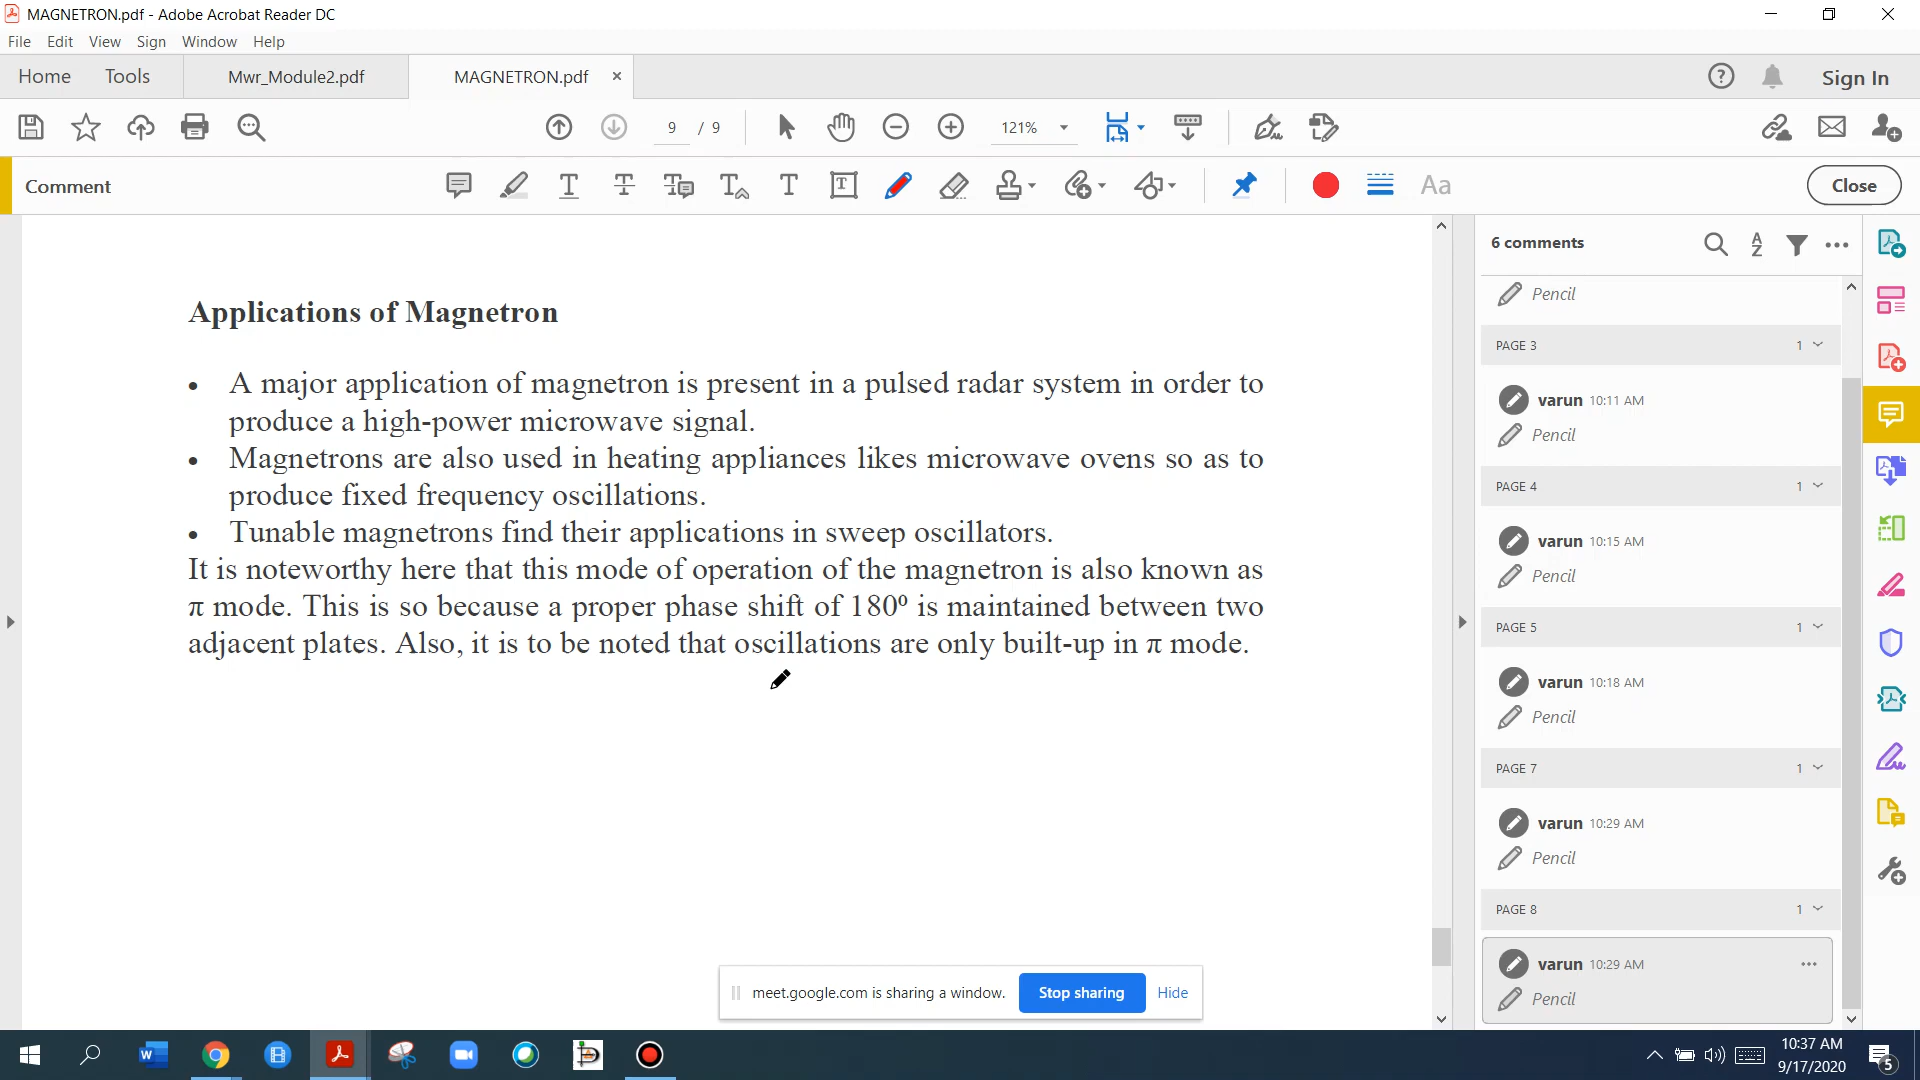 MAGNETRON.pdf - Adobe Acrobat Reader DC
File Edit View Sign Window Help
Home Tools Mwr_Module2.pdf MAGNETRON.pdf × Sign In
9 / 9 121%
Comment Close
6 comments
Applications of Magnetron
• A major application of magnetron is present in a pulsed radar system in order to
produce a high-power microwave signal.
• Magnetrons are also used in heating appliances likes microwave ovens so as to
produce fixed frequency oscillations.
• Tunable magnetrons find their applications in sweep oscillators.
It is noteworthy here that this mode of operation of the magnetron is also known as
π mode. This is so because a proper phase shift of 180º is maintained between two
adjacent plates. Also, it is to be noted that oscillations are only built-up in π mode.
Pencil
PAGE 3 1
varun 10:11 AM
Pencil
PAGE 4 1
varun 10:15 AM
Pencil
PAGE 5 1
varun 10:18 AM
Pencil
PAGE 7 1
varun 10:29 AM
Pencil
PAGE 8 1
varun 10:29 AM
Pencil
meet.google.com is sharing a window. Stop sharing Hide
10:37 AM
9/17/2020
5